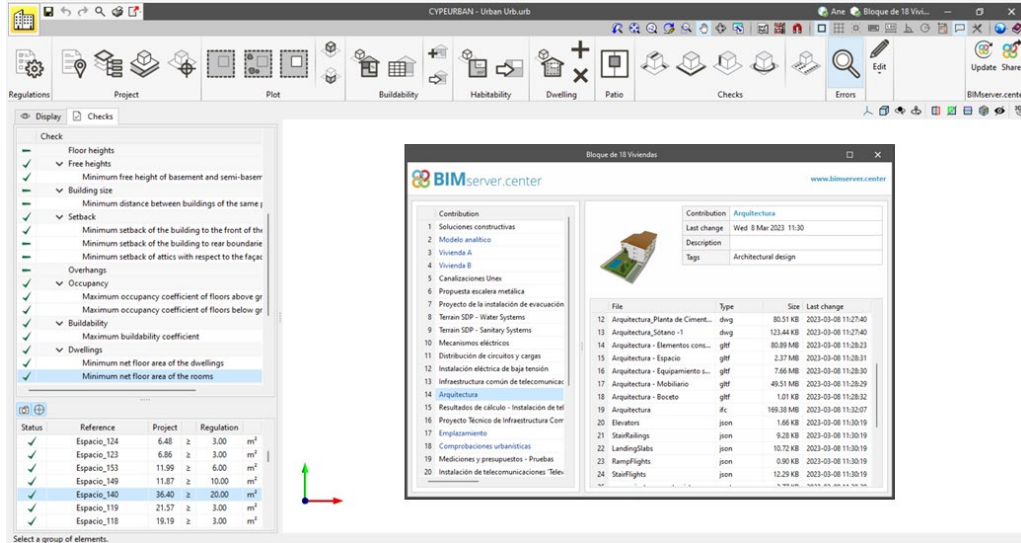 CYPEURBAN - Urban Urb.urb
Ane
Bloque de 18 Vivi...
Regulations
Project
Plot
Buildability
Habitability
Dwelling
Patio
Checks
Errors
Edit
Update Share
BIMserver.cente
Display
Checks
Check
Floor heights
Free heights
Minimum free height of basement and semi-basem
Building size
Minimum distance between buildings of the same p
Setback
Minimum setback of the building to the front of the
Minimum setback of the building to rear boundarie
Minimum setback of attics with respect to the façad
Overhangs
Occupancy
Maximum occupancy coefficient of floors above gr
Maximum occupancy coefficient of floors below gr
Buildability
Maximum buildability coefficient
Dwellings
Minimum net floor area of the dwellings
Minimum net floor area of the rooms
Status Reference Project Regulation
Espacio_124 6.48 ≥ 3.00 m²
Espacio_123 6.86 ≥ 3.00 m²
Espacio_153 11.99 ≥ 6.00 m²
Espacio_149 11.87 ≥ 10.00 m²
Espacio_140 36.40 ≥ 20.00 m²
Espacio_119 21.57 ≥ 3.00 m²
Espacio_118 19.19 ≥ 3.00 m²
Select a group of elements.
Bloque de 18 Viviendas
BIMserver.center
www.bimserver.center
Contribution
1 Soluciones constructivas
2 Modelo analítico
3 Vivienda A
4 Vivienda B
5 Canalizaciones Unex
6 Propuesta escalera metálica
7 Proyecto de la instalación de evacuación
8 Terrain SDP - Water Systems
9 Terrain SDP - Sanitary Systems
10 Mecanismos eléctricos
11 Distribución de circuitos y cargas
12 Instalación eléctrica de baja tensión
13 Infraestructura común de telecomunicac
14 Arquitectura
15 Resultados de cálculo - Instalación de tel
16 Proyecto Técnico de Infraestructura Com
17 Emplazamiento
18 Comprobaciones urbanísticas
19 Mediciones y presupuestos - Pruebas
20 Instalación de telecomunicaciones 'Telev
Contribution Arquitectura
Last change Wed 8 Mar 2023 11:30
Description
Tags Architectural design
File Type Size Last change
12 Arquitectura_Planta de Ciment... dwg 80.51 KB 2023-03-08 11:27:40
13 Arquitectura_Sótano -1 dwg 123.44 KB 2023-03-08 11:27:40
14 Arquitectura - Elementos cons... gltf 80.89 MB 2023-03-08 11:28:23
15 Arquitectura - Espacio gltf 2.37 MB 2023-03-08 11:28:31
16 Arquitectura - Equipamiento s... gltf 7.66 MB 2023-03-08 11:28:30
17 Arquitectura - Mobiliario gltf 49.51 MB 2023-03-08 11:28:29
18 Arquitectura - Boceto gltf 1.01 KB 2023-03-08 11:28:32
19 Arquitectura ifc 169.38 MB 2023-03-08 11:32:07
20 Elevators json 1.66 KB 2023-03-08 11:30:19
21 StairRailings json 9.28 KB 2023-03-08 11:30:19
22 LandingSlabs json 10.72 KB 2023-03-08 11:30:19
23 RampFlights json 0.90 KB 2023-03-08 11:30:19
24 StairFlights json 12.29 KB 2023-03-08 11:30:19